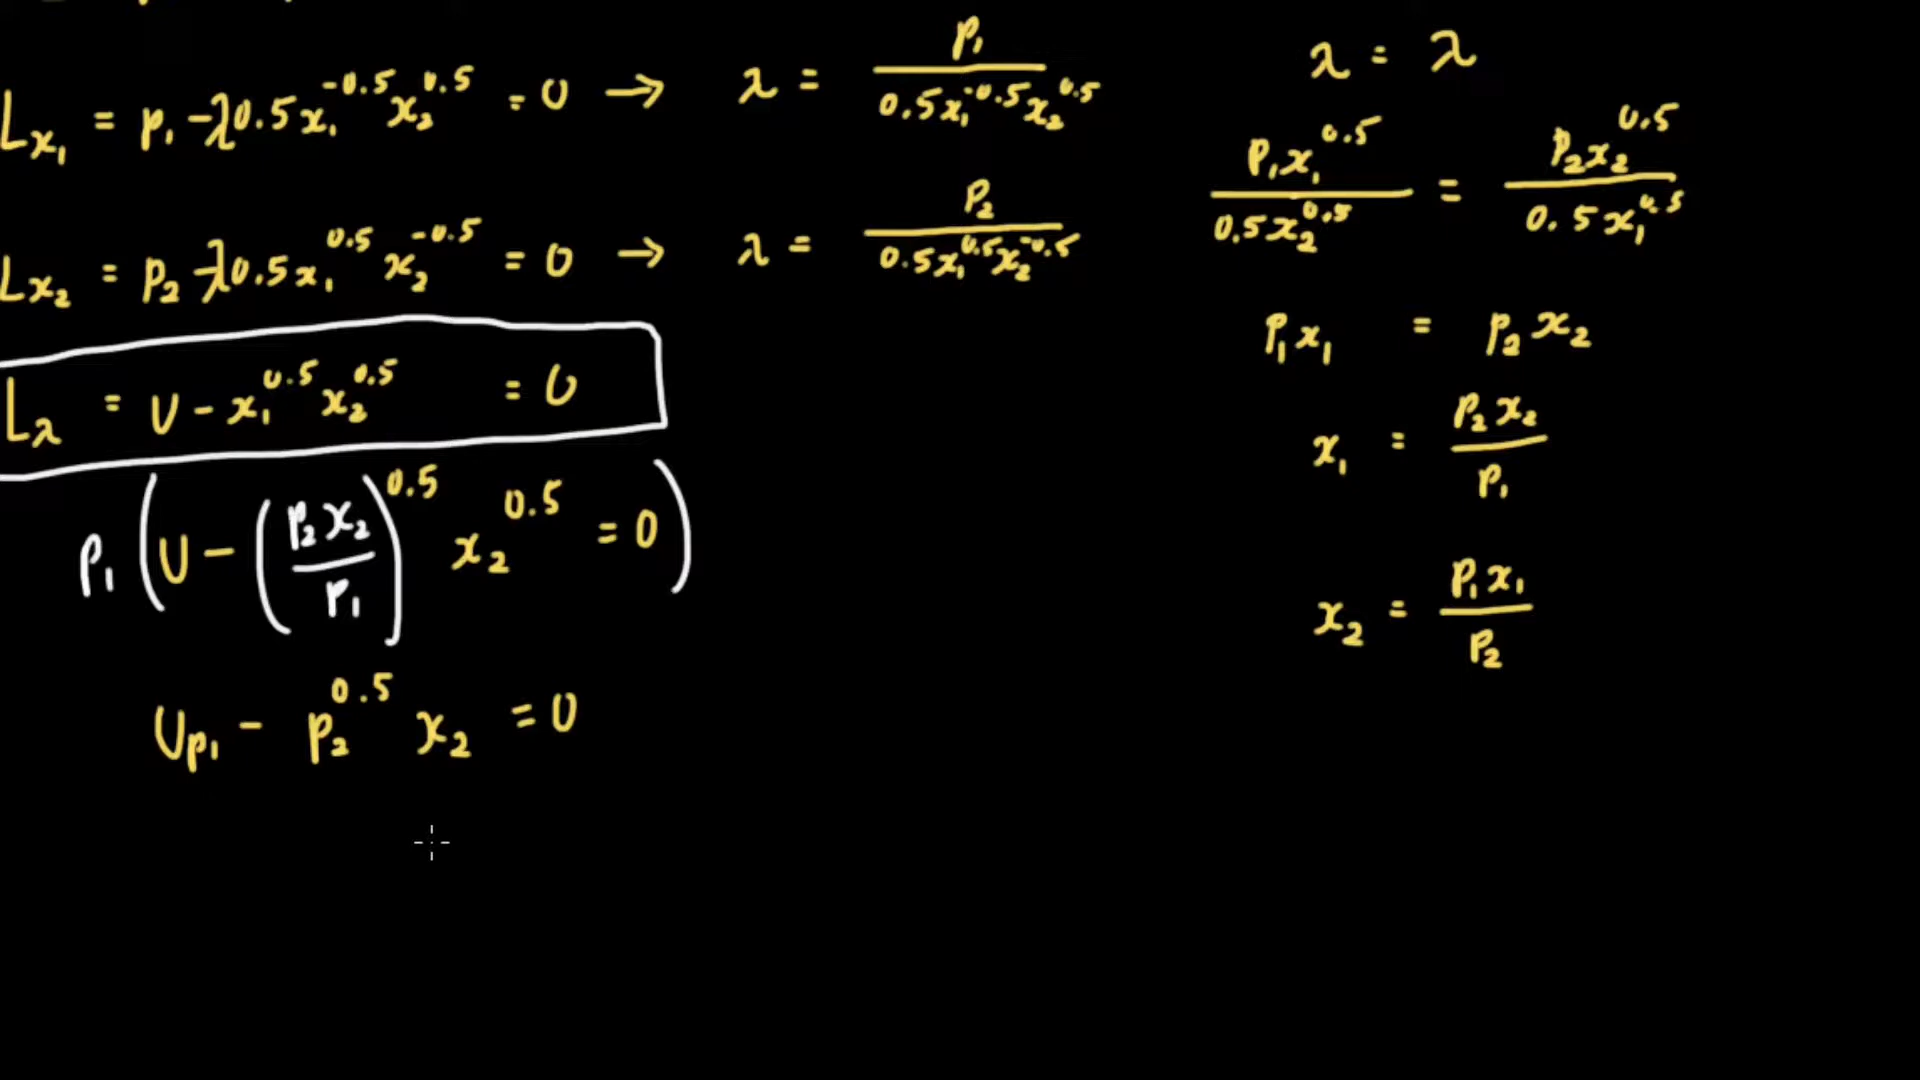 Lx₁ = p₁ - λ0.5x₁^-0.5 x₂^0.5 = 0 → λ = p₁ / 0.5x₁^-0.5 x₂^0.5
Lx₂ = p₂ - λ0.5x₁^0.5 x₂^-0.5 = 0 → λ = p₂ / 0.5x₁^0.5 x₂^-0.5
Lλ = U - x₁^0.5 x₂^0.5 = 0
p₁ (U - (p₂x₂ / p₁)^0.5 x₂^0.5 = 0)
Up₁ - p₂^0.5 x₂ = 0
λ = λ
p₁x₁^0.5 / 0.5x₂^0.5 = p₂x₂^0.5 / 0.5x₁^0.5
p₁x₁ = p₂x₂
x₁ = p₂x₂ / p₁
x₂ = p₁x₁ / p₂